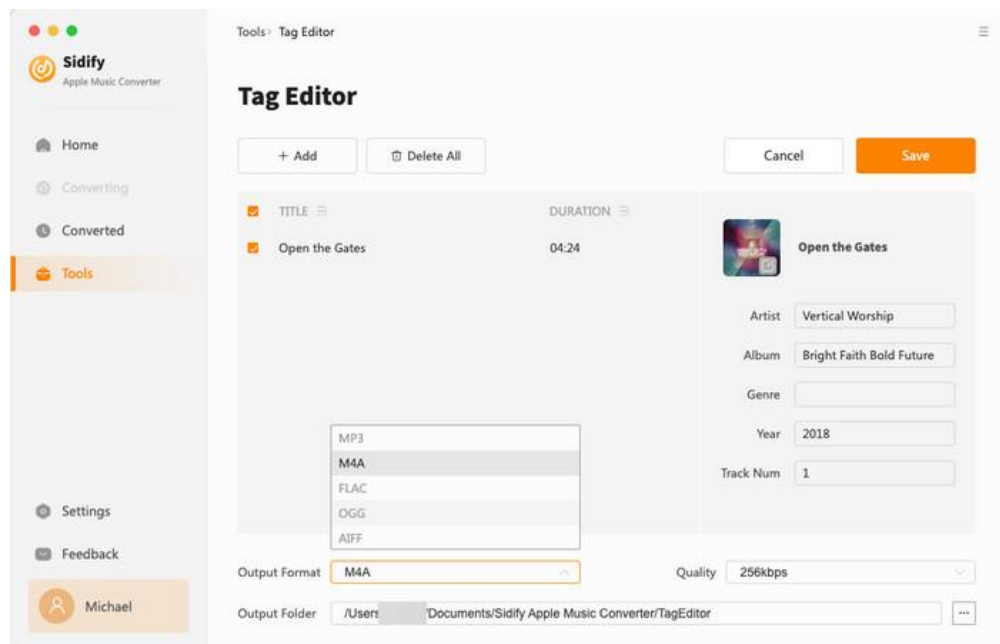 Tools› Tag Editor
Sidify
Apple Music Converter
Tag Editor
Home
Converting
Converted
Tools
Settings
Feedback
Michael
+ Add
Delete All
Cancel
Save
TITLE
DURATION
Open the Gates
04:24
Open the Gates
Artist Vertical Worship
Album Bright Faith Bold Future
Genre
Year 2018
Track Num 1
MP3
M4A
FLAC
OGG
AIFF
Output Format M4A
Quality 256kbps
Output Folder /Users /Documents/Sidify Apple Music Converter/TagEditor
...